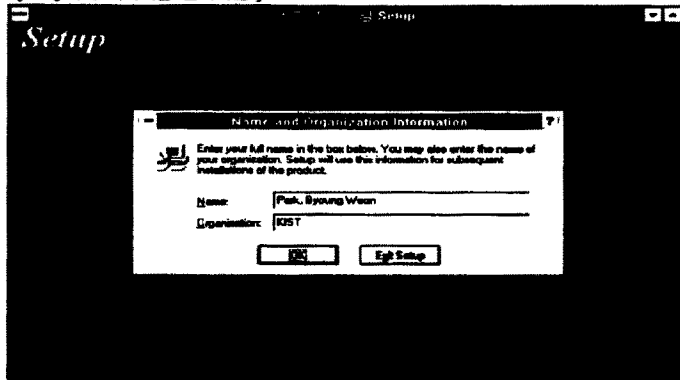 Setup
Setup
Name and Organization Information
?
Enter your full name in the box below. You may also enter the name of
your organization. Setup will use this information for subsequent
installations of the product.
Name:
Park, Byoung Woon
Organization:
KIST
OK
Exit Setup